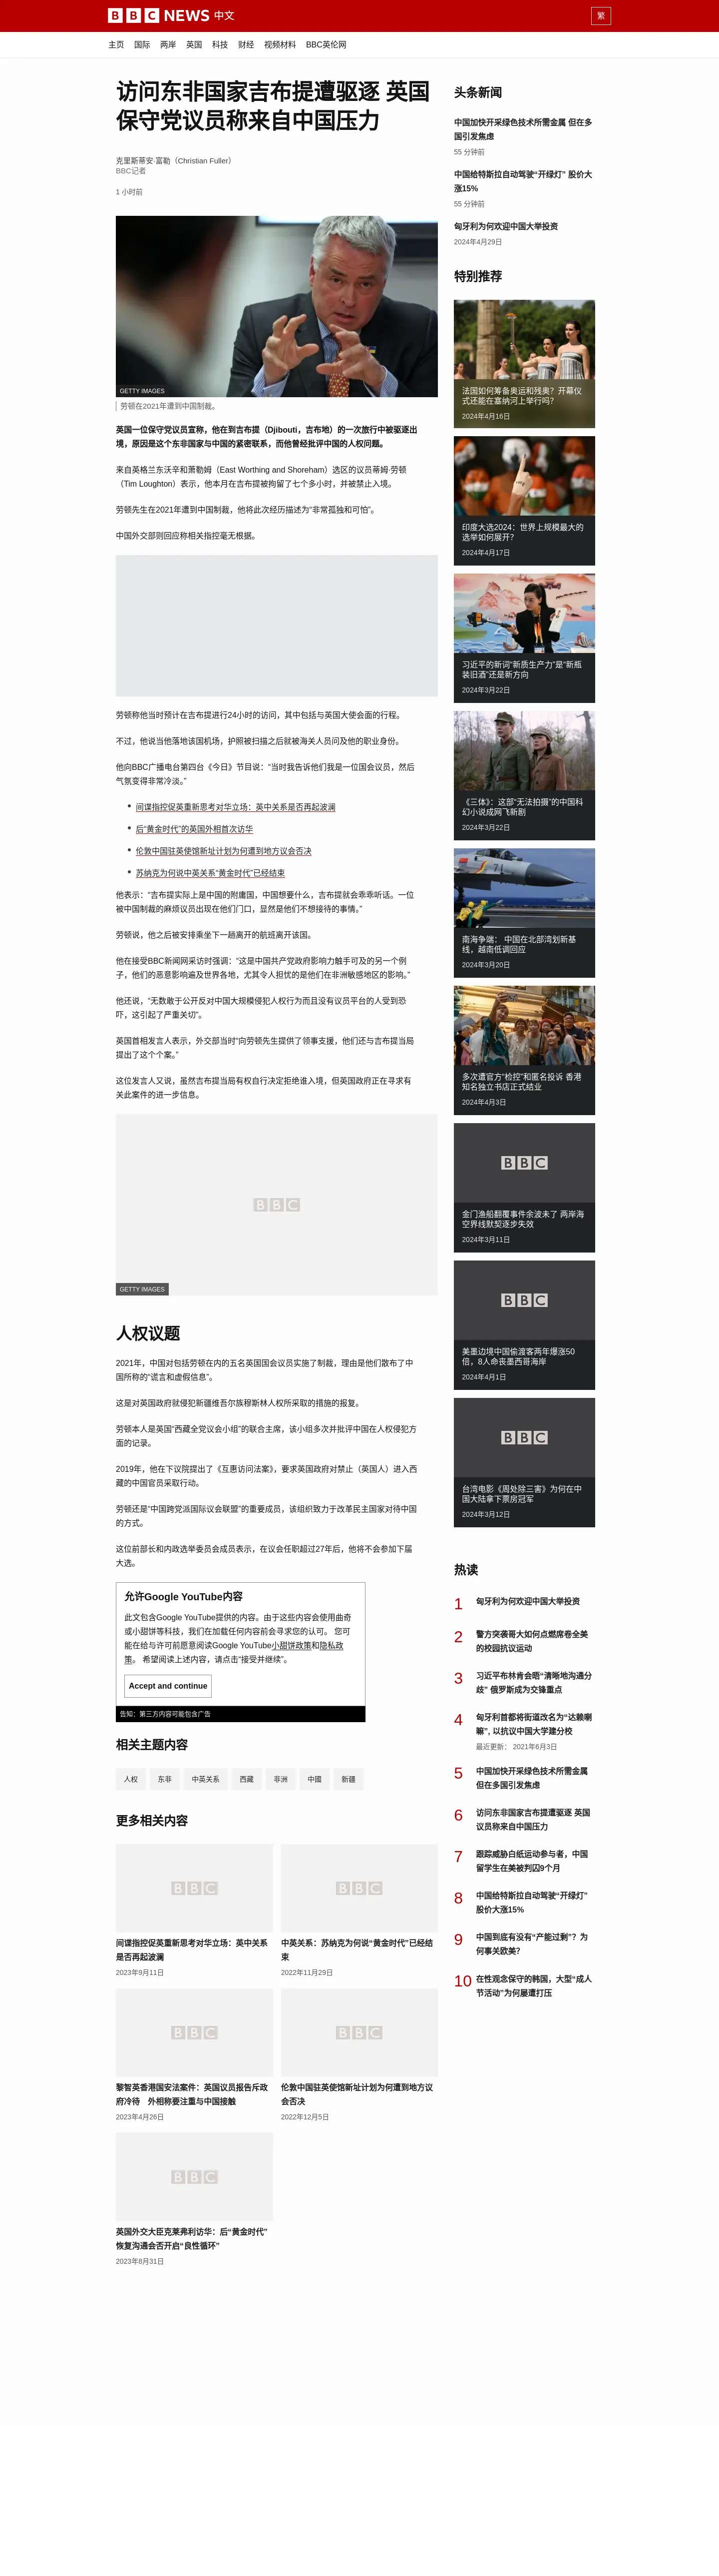 BBC NEWS 中文
繁
主页 国际 两岸 英国 科技 财经 视频材料 BBC英伦网
访问东非国家吉布提遭驱逐 英国
保守党议员称来自中国压力
克里斯蒂安·富勒（Christian Fuller）
BBC记者
1 小时前
GETTY IMAGES
劳顿在2021年遭到中国制裁。
英国一位保守党议员宣称，他在到吉布提（Djibouti，吉布地）的一次旅行中被驱逐出
境，原因是这个东非国家与中国的紧密联系，而他曾经批评中国的人权问题。
来自英格兰东沃辛和萧勒姆（East Worthing and Shoreham）选区的议员蒂姆·劳顿
（Tim Loughton）表示，他本月在吉布提被拘留了七个多小时，并被禁止入境。
劳顿先生在2021年遭到中国制裁，他将此次经历描述为“非常孤独和可怕”。
中国外交部则回应称相关指控毫无根据。
劳顿称他当时预计在吉布提进行24小时的访问，其中包括与英国大使会面的行程。
不过，他说当他落地该国机场，护照被扫描之后就被海关人员问及他的职业身份。
他向BBC广播电台第四台《今日》节目说：“当时我告诉他们我是一位国会议员，然后
气氛变得非常冷淡。”
间谍指控促英重新思考对华立场：英中关系是否再起波澜
后“黄金时代”的英国外相首次访华
伦敦中国驻英使馆新址计划为何遭到地方议会否决
苏纳克为何说中英关系“黄金时代”已经结束
他表示：“吉布提实际上是中国的附庸国，中国想要什么，吉布提就会乖乖听话。一位
被中国制裁的麻烦议员出现在他们门口，显然是他们不想接待的事情。”
劳顿说，他之后被安排乘坐下一趟离开的航班离开该国。
他在接受BBC新闻网采访时强调：“这是中国共产党政府影响力触手可及的另一个例
子，他们的恶意影响遍及世界各地，尤其令人担忧的是他们在非洲敏感地区的影响。”
他还说，“无数敢于公开反对中国大规模侵犯人权行为而且没有议员平台的人受到恐
吓，这引起了严重关切”。
英国首相发言人表示，外交部当时“向劳顿先生提供了领事支援，他们还与吉布提当局
提出了这个个案。”
这位发言人又说，虽然吉布提当局有权自行决定拒绝谁入境，但英国政府正在寻求有
关此案件的进一步信息。
BBC
GETTY IMAGES
人权议题
2021年，中国对包括劳顿在内的五名英国国会议员实施了制裁，理由是他们散布了中
国所称的“谎言和虚假信息”。
这是对英国政府就侵犯新疆维吾尔族穆斯林人权所采取的措施的报复。
劳顿本人是英国“西藏全党议会小组”的联合主席，该小组多次并批评中国在人权侵犯方
面的记录。
2019年，他在下议院提出了《互惠访问法案》，要求英国政府对禁止（英国人）进入西
藏的中国官员采取行动。
劳顿还是“中国跨党派国际议会联盟”的重要成员，该组织致力于改革民主国家对待中国
的方式。
这位前部长和内政选举委员会成员表示，在议会任职超过27年后，他将不会参加下届
大选。
允许Google YouTube内容
此文包含Google YouTube提供的内容。由于这些内容会使用曲奇
或小甜饼等科技，我们在加载任何内容前会寻求您的认可。 您可
能在给与许可前愿意阅读Google YouTube小甜饼政策和隐私政
策。 希望阅读上述内容，请点击“接受并继续”。
Accept and continue
告知：第三方内容可能包含广告
相关主题内容
人权 东非 中英关系 西藏 非洲 中國 新疆
更多相关内容
BBC
间谍指控促英重新思考对华立场：英中关系
是否再起波澜
2023年9月11日
BBC
中英关系：苏纳克为何说“黄金时代”已经结
束
2022年11月29日
BBC
黎智英香港国安法案件：英国议员报告斥政
府冷待　外相称要注重与中国接触
2023年4月26日
BBC
伦敦中国驻英使馆新址计划为何遭到地方议
会否决
2022年12月5日
BBC
英国外交大臣克莱弗利访华：后“黄金时代”
恢复沟通会否开启“良性循环”
2023年8月31日
头条新闻
中国加快开采绿色技术所需金属 但在多
国引发焦虑
55 分钟前
中国给特斯拉自动驾驶“开绿灯” 股价大
涨15%
55 分钟前
匈牙利为何欢迎中国大举投资
2024年4月29日
特别推荐
法国如何筹备奥运和残奥？开幕仪
式还能在塞纳河上举行吗？
2024年4月16日
印度大选2024：世界上规模最大的
选举如何展开？
2024年4月17日
习近平的新词“新质生产力”是“新瓶
装旧酒”还是新方向
2024年3月22日
《三体》：这部“无法拍摄”的中国科
幻小说成网飞新剧
2024年3月22日
南海争端： 中国在北部湾划新基
线，越南低调回应
2024年3月20日
多次遭官方“检控”和匿名投诉 香港
知名独立书店正式结业
2024年4月3日
BBC
金门渔船翻覆事件余波未了 两岸海
空界线默契逐步失效
2024年3月11日
BBC
美墨边境中国偷渡客两年爆涨50
倍，8人命丧墨西哥海岸
2024年4月1日
BBC
台湾电影《周处除三害》为何在中
国大陆拿下票房冠军
2024年3月12日
热读
1 匈牙利为何欢迎中国大举投资
2 警方突袭哥大如何点燃席卷全美
的校园抗议运动
3 习近平布林肯会晤“清晰地沟通分
歧” 俄罗斯成为交锋重点
4 匈牙利首都将街道改名为“达赖喇
嘛”, 以抗议中国大学建分校
最近更新： 2021年6月3日
5 中国加快开采绿色技术所需金属
但在多国引发焦虑
6 访问东非国家吉布提遭驱逐 英国
议员称来自中国压力
7 跟踪威胁白纸运动参与者，中国
留学生在美被判囚9个月
8 中国给特斯拉自动驾驶“开绿灯”
股价大涨15%
9 中国到底有没有“产能过剩”？为
何事关欧美？
10 在性观念保守的韩国，大型“成人
节活动”为何屡遭打压